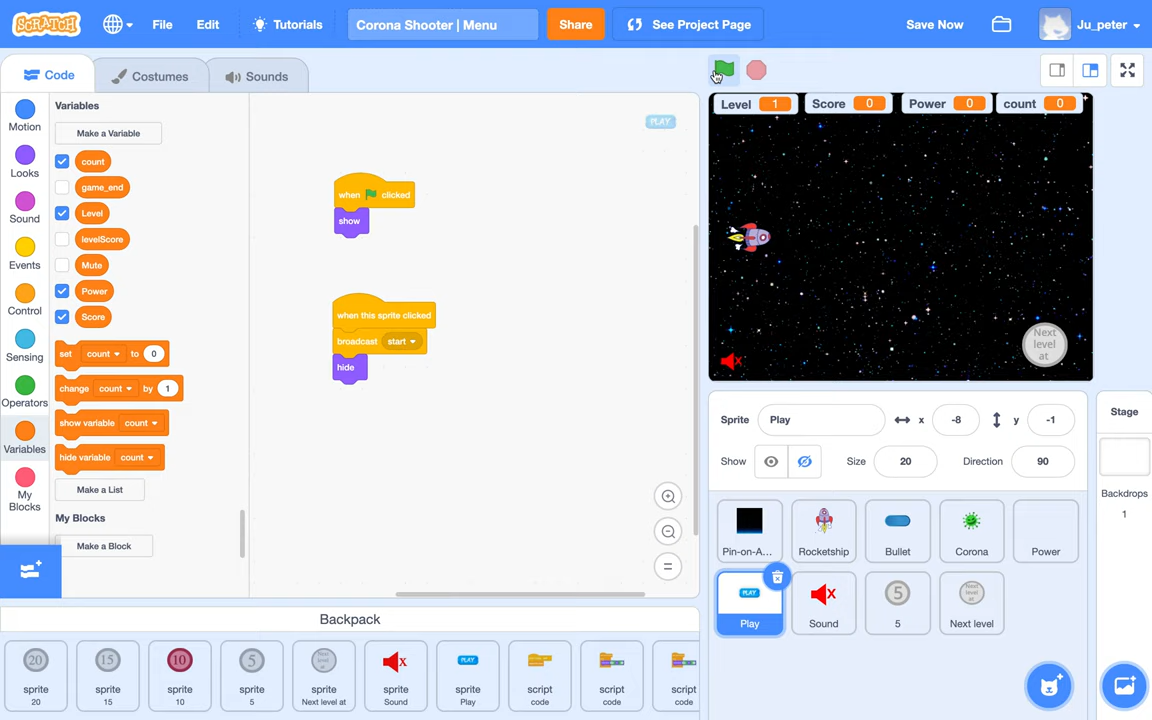 SCRATCH File Edit Tutorials Corona Shooter | Menu Share See Project Page Save Now Ju_peter
Code Costumes Sounds
Motion
Looks
Sound
Events
Control
Sensing
Operators
Variables
My
Blocks
Variables
Make a Variable
count
game_end
Level
levelScore
Mute
Power
Score
set count to 0
change count by 1
show variable count
hide variable count
Make a List
My Blocks
Make a Block
PLAY
when clicked
show
when this sprite clicked
broadcast start
hide
Level 1 Score 0 Power 0 count 0
Next
level
at
Sprite Play x -8 y -1
Show Size 20 Direction 90
Pin-on-A... Rocketship Bullet Corona Power
PLAY 5 Next level at
Play Sound 5 Next level
Stage
Backdrops
1
Backpack
20 15 10 5 Next level at PLAY
sprite sprite sprite sprite sprite sprite sprite script script script
20 15 10 5 Next level at Sound Play code code code